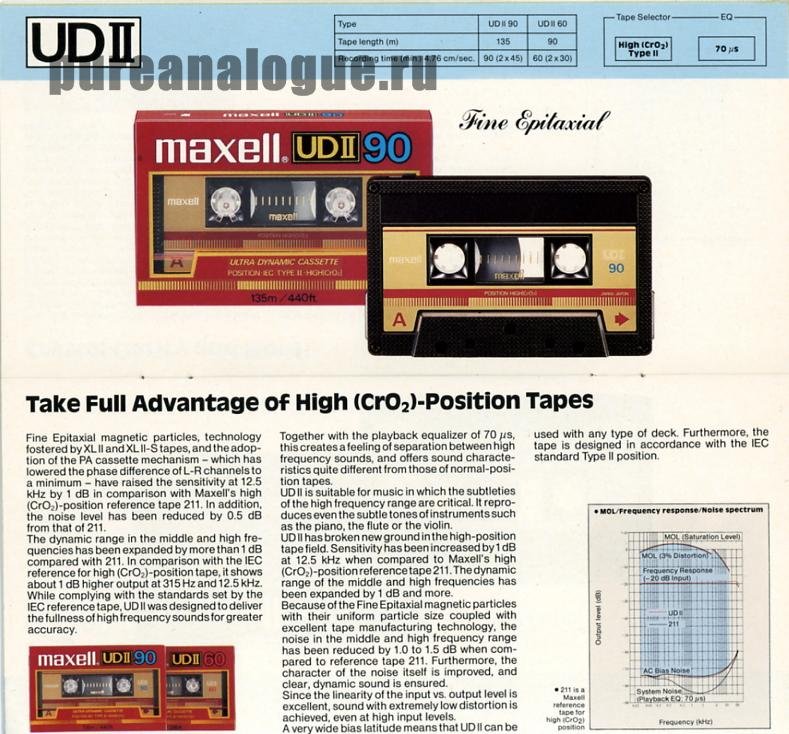 UD II
Type UD II 90 UD II 60
Tape length (m) 135 90
Recording time (min.) 4.76 cm/sec. 90 (2 x 45) 60 (2 x 30)
Tape Selector EQ
High (CrO₂)
Type II
70 μs
pureanalogue.ru
Fine Epitaxial
maxell UD II 90
maxell. UD II 90
maxell
maxell
POSITION HIGH(CrO₂)
A
ULTRA DYNAMIC CASSETTE
POSITION·IEC TYPE II·HIGH(CrO₂)
135m/440ft.
maxell
maxell
UD II
90
POSITION HIGH(CrO₂)
A
Take Full Advantage of High (CrO₂)-Position Tapes
Fine Epitaxial magnetic particles, technology
fostered by XL II and XL II-S tapes, and the adop-
tion of the PA cassette mechanism – which has
lowered the phase difference of L-R channels to
a minimum – have raised the sensitivity at 12.5
kHz by 1 dB in comparison with Maxell's high
(CrO₂)-position reference tape 211. In addition,
the noise level has been reduced by 0.5 dB
from that of 211.
The dynamic range in the middle and high fre-
quencies has been expanded by more than 1 dB
compared with 211. In comparison with the IEC
reference for high (CrO₂)-position tape, it shows
about 1 dB higher output at 315 Hz and 12.5 kHz.
While complying with the standards set by the
IEC reference tape, UD II was designed to deliver
the fullness of high frequency sounds for greater
accuracy.
maxell. UD II 90
UD II 60
Together with the playback equalizer of 70 μs,
this creates a feeling of separation between high
frequency sounds, and offers sound characte-
ristics quite different from those of normal-posi-
tion tapes.
UD II is suitable for music in which the subtleties
of the high frequency range are critical. It repro-
duces even the subtle tones of instruments such
as the piano, the flute or the violin.
UD II has broken new ground in the high-position
tape field. Sensitivity has been increased by 1 dB
at 12.5 kHz when compared to Maxell's high
(CrO₂)-position reference tape 211. The dynamic
range of the middle and high frequencies has
been expanded by 1 dB and more.
Because of the Fine Epitaxial magnetic particles
with their uniform particle size coupled with
excellent tape manufacturing technology, the
noise in the middle and high frequency range
has been reduced by 1.0 to 1.5 dB when com-
pared to reference tape 211. Furthermore, the
character of the noise itself is improved, and
clear, dynamic sound is ensured.
Since the linearity of the input vs. output level is
excellent, sound with extremely low distortion is
achieved, even at high input levels.
A very wide bias latitude means that UD II can be
used with any type of deck. Furthermore, the
tape is designed in accordance with the IEC
standard Type II position.
• MOL/Frequency response/Noise spectrum
MOL (Saturation Level)
MOL (3% Distortion)
Frequency Response
(–20 dB Input)
UD II
211
AC Bias Noise
System Noise
(Playback EQ: 70 μs)
Output level (dB)
Frequency (kHz)
• 211 is a
Maxell
reference
tape for
high (CrO₂)
position